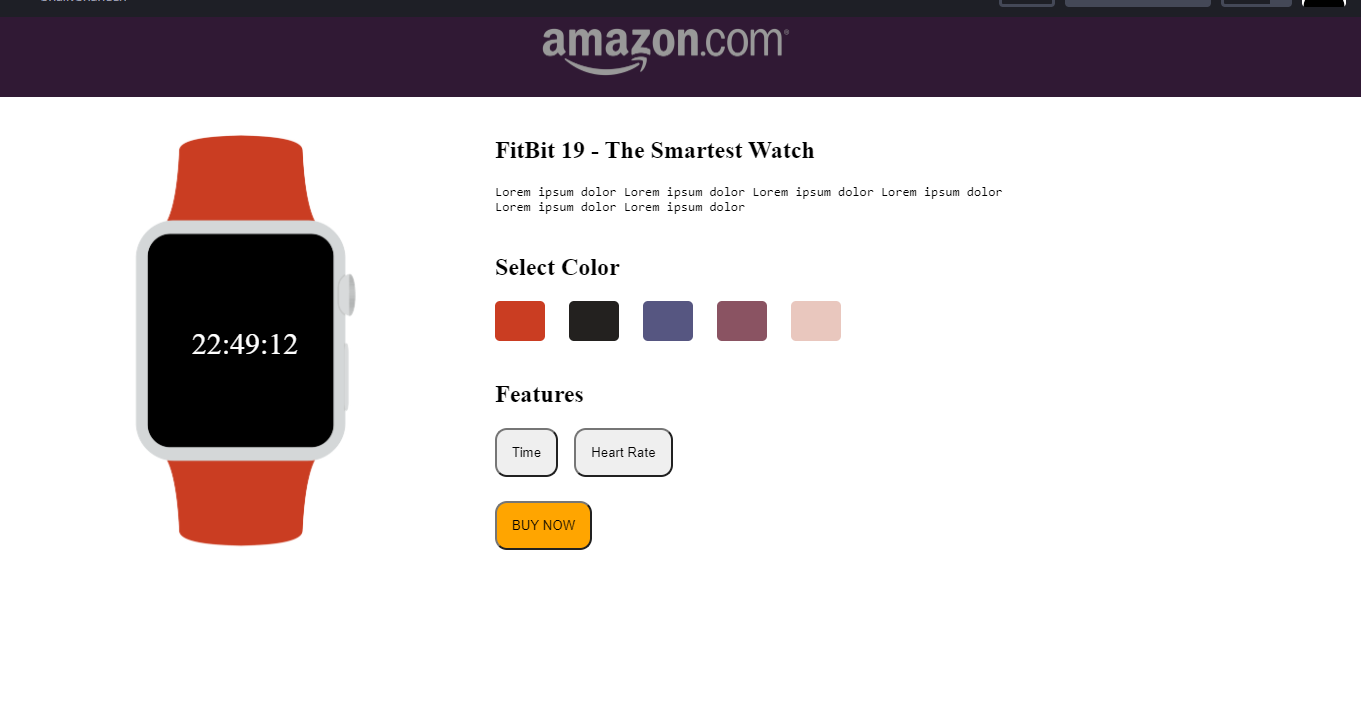 amazon.com
FitBit 19 - The Smartest Watch
Lorem ipsum dolor Lorem ipsum dolor Lorem ipsum dolor Lorem ipsum dolor
Lorem ipsum dolor Lorem ipsum dolor
22:49:12
Select Color
Features
Time
Heart Rate
BUY NOW